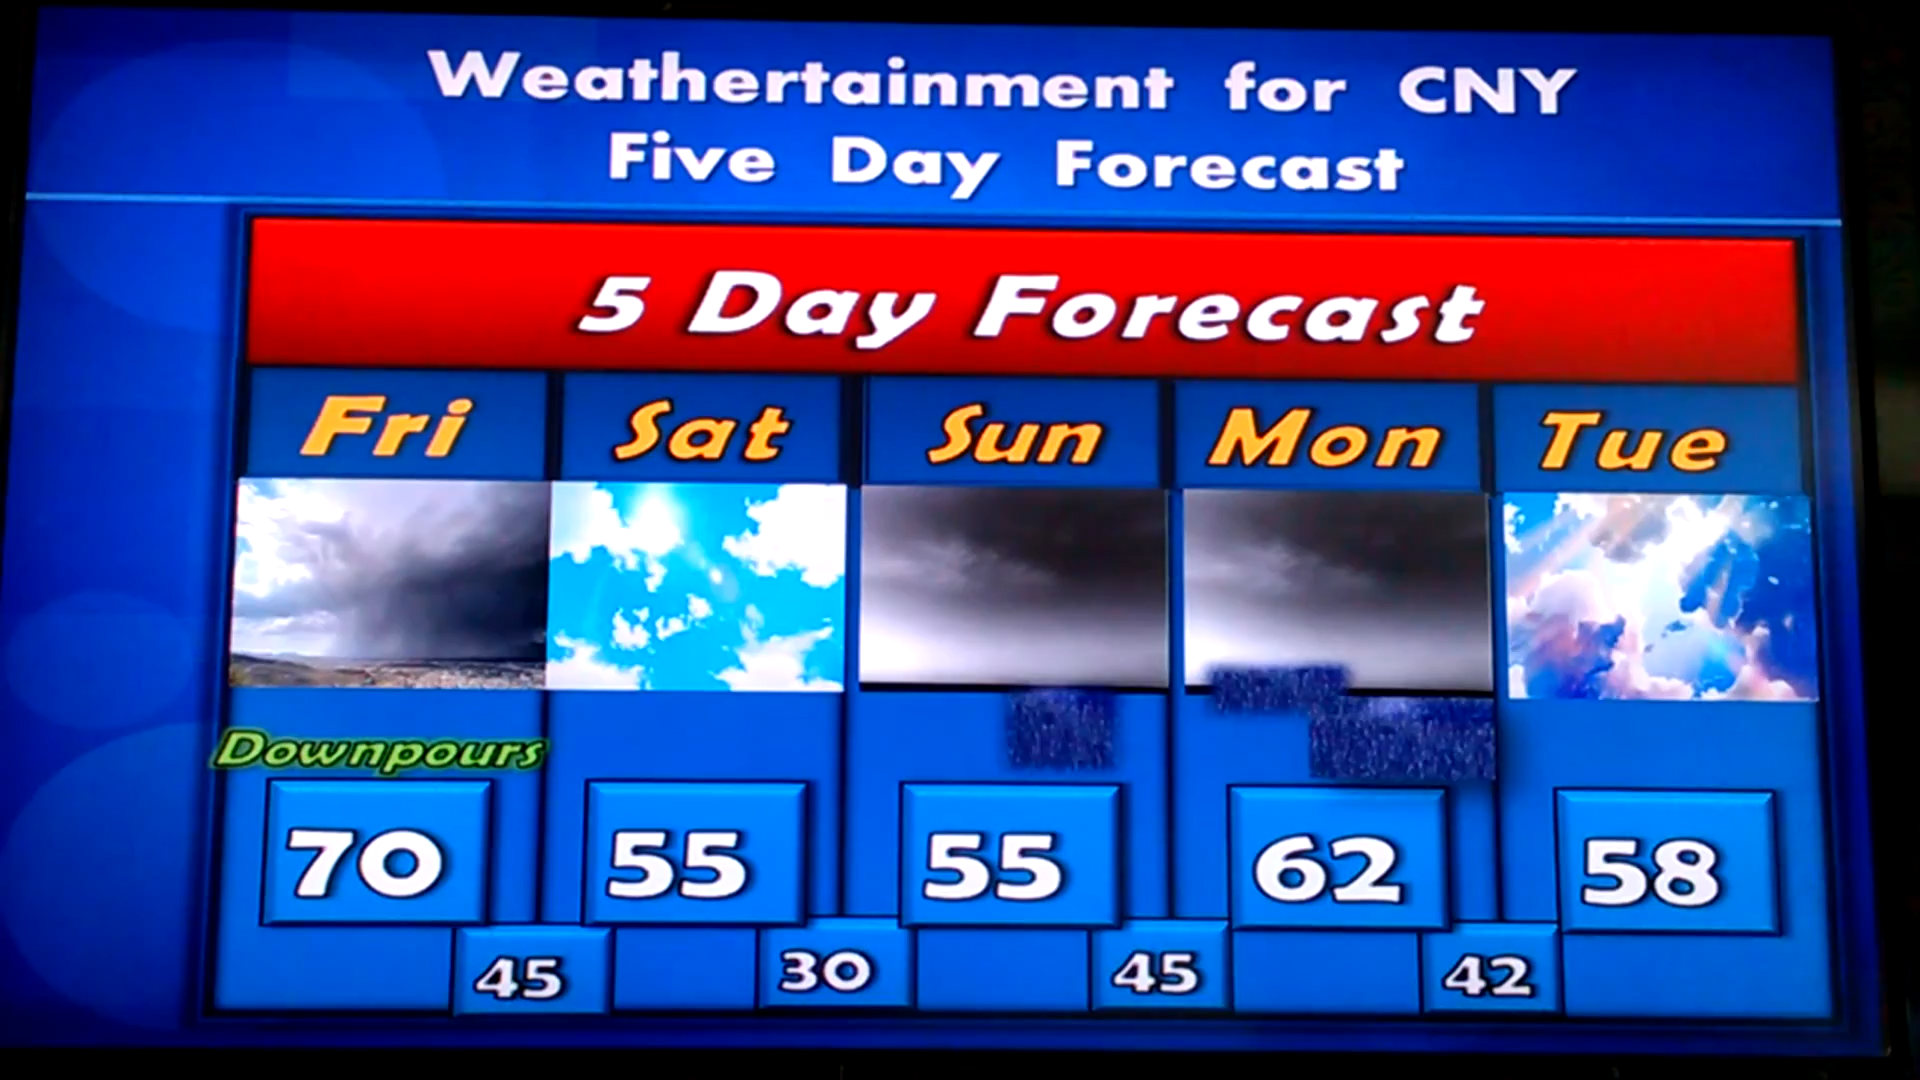 Weathertainment for CNY
Five Day Forecast
5 Day Forecast
Fri Sat Sun Mon Tue
Downpours
70 55 55 62 58
45 30 45 42